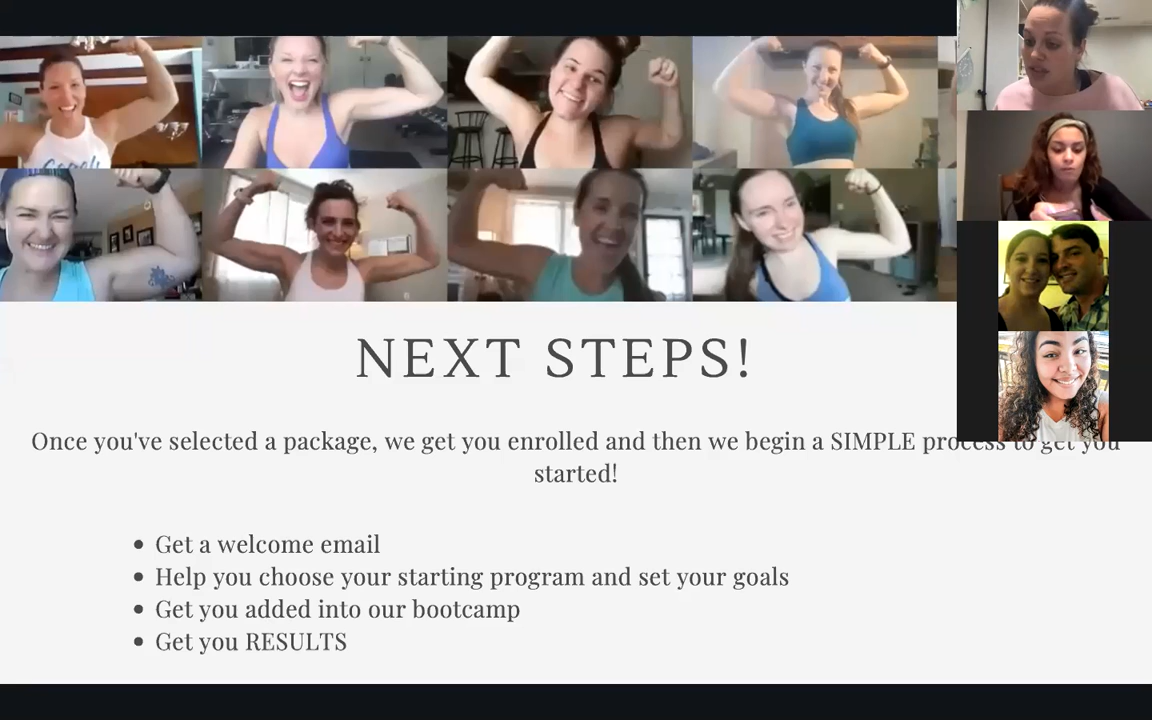 NEXT STEPS!
Once you've selected a package, we get you enrolled and then we begin a SIMPLE process to get you
started!
• Get a welcome email
• Help you choose your starting program and set your goals
• Get you added into our bootcamp
• Get you RESULTS